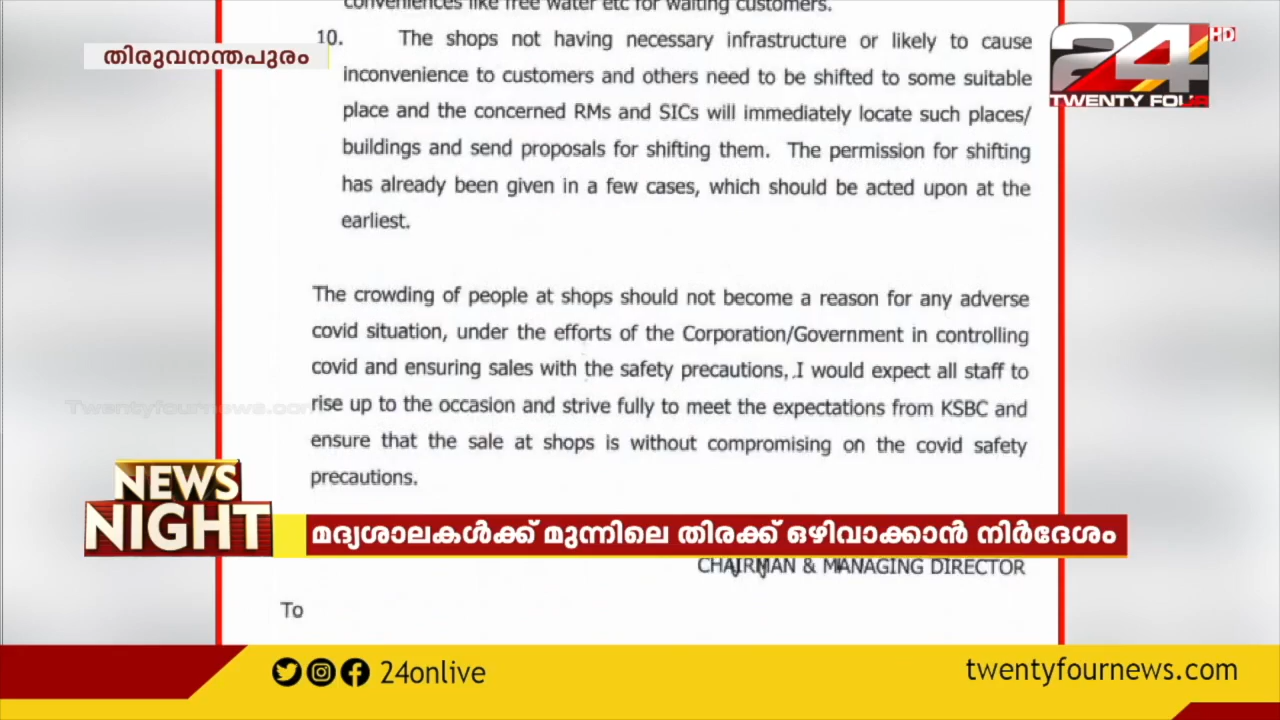 conveniences like free water etc for waiting customers.
തിരുവനന്തപുരം
10. The shops not having necessary infrastructure or likely to cause
inconvenience to customers and others need to be shifted to some suitable
place and the concerned RMs and SICs will immediately locate such places/
buildings and send proposals for shifting them. The permission for shifting
has already been given in a few cases, which should be acted upon at the
earliest.
24 HD
TWENTY FOUR
The crowding of people at shops should not become a reason for any adverse
covid situation, under the efforts of the Corporation/Government in controlling
covid and ensuring sales with the safety precautions, I would expect all staff to
rise up to the occasion and strive fully to meet the expectations from KSBC and
ensure that the sale at shops is without compromising on the covid safety
precautions.
Twentyfournews.com
NEWS
NIGHT
മദ്യശാലകൾക്ക് മുന്നിലെ തിരക്ക് ഒഴിവാക്കാൻ നിർദേശം
CHAIRMAN & MANAGING DIRECTOR
To
24onlive
twentyfournews.com